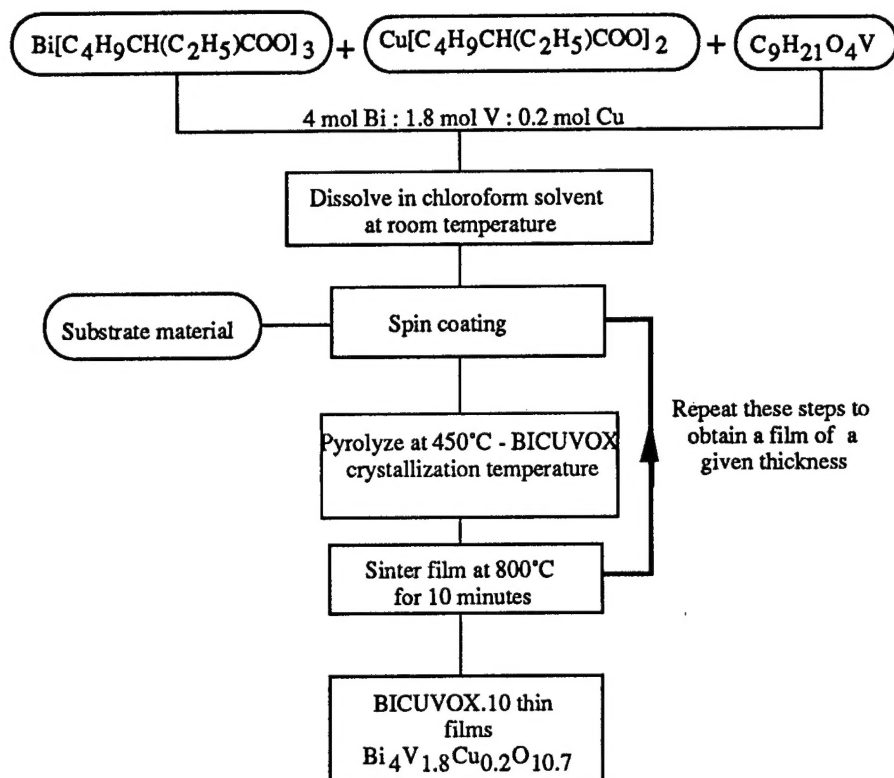 Bi[C4H9CH(C2H5)COO]3 + Cu[C4H9CH(C2H5)COO]2 + C9H21O4V
4 mol Bi : 1.8 mol V : 0.2 mol Cu
Dissolve in chloroform solvent
at room temperature
Substrate material
Spin coating
Repeat these steps to
obtain a film of a
given thickness
Pyrolyze at 450°C - BICUVOX
crystallization temperature
Sinter film at 800°C
for 10 minutes
BICUVOX.10 thin
films
Bi4V1.8Cu0.2O10.7